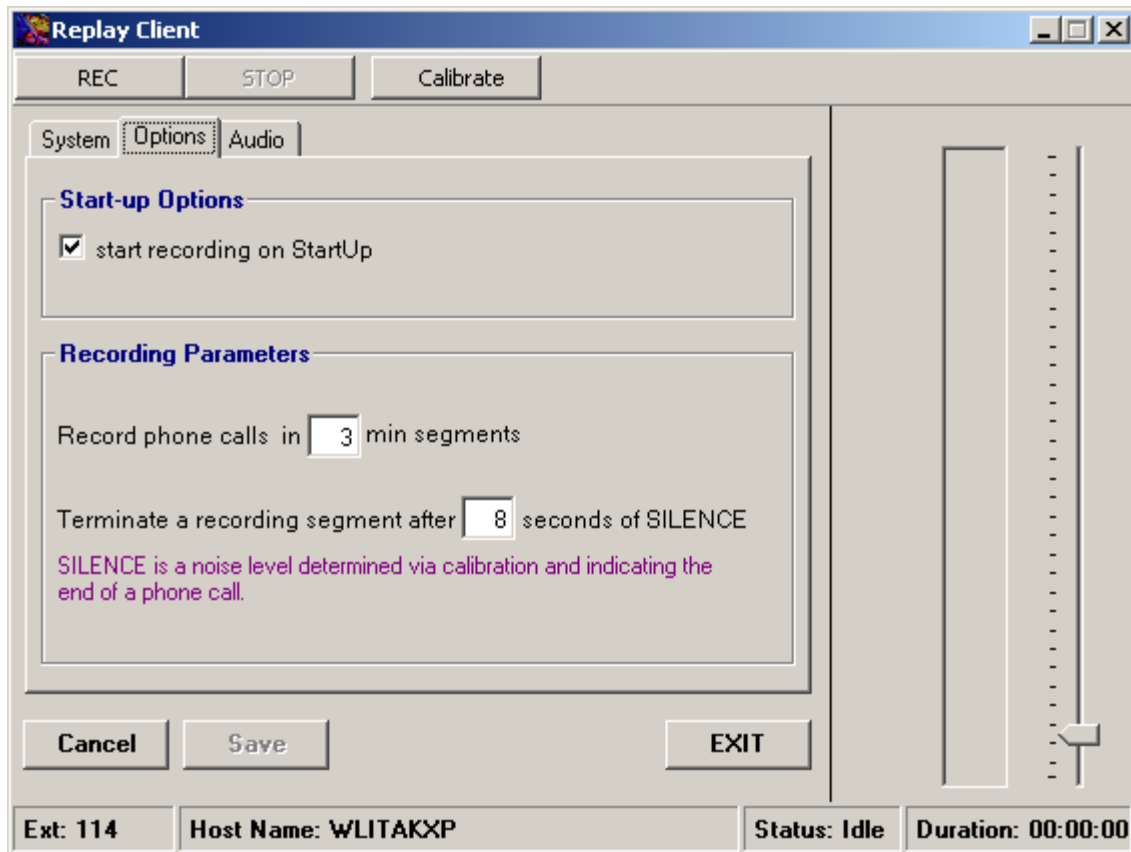 Replay Client
REC STOP Calibrate
System Options Audio
Start-up Options
start recording on StartUp
Recording Parameters
Record phone calls in 3 min segments
Terminate a recording segment after 8 seconds of SILENCE
SILENCE is a noise level determined via calibration and indicating the
end of a phone call.
Cancel Save EXIT
Ext: 114 Host Name: WLITAKXP Status: Idle Duration: 00:00:00